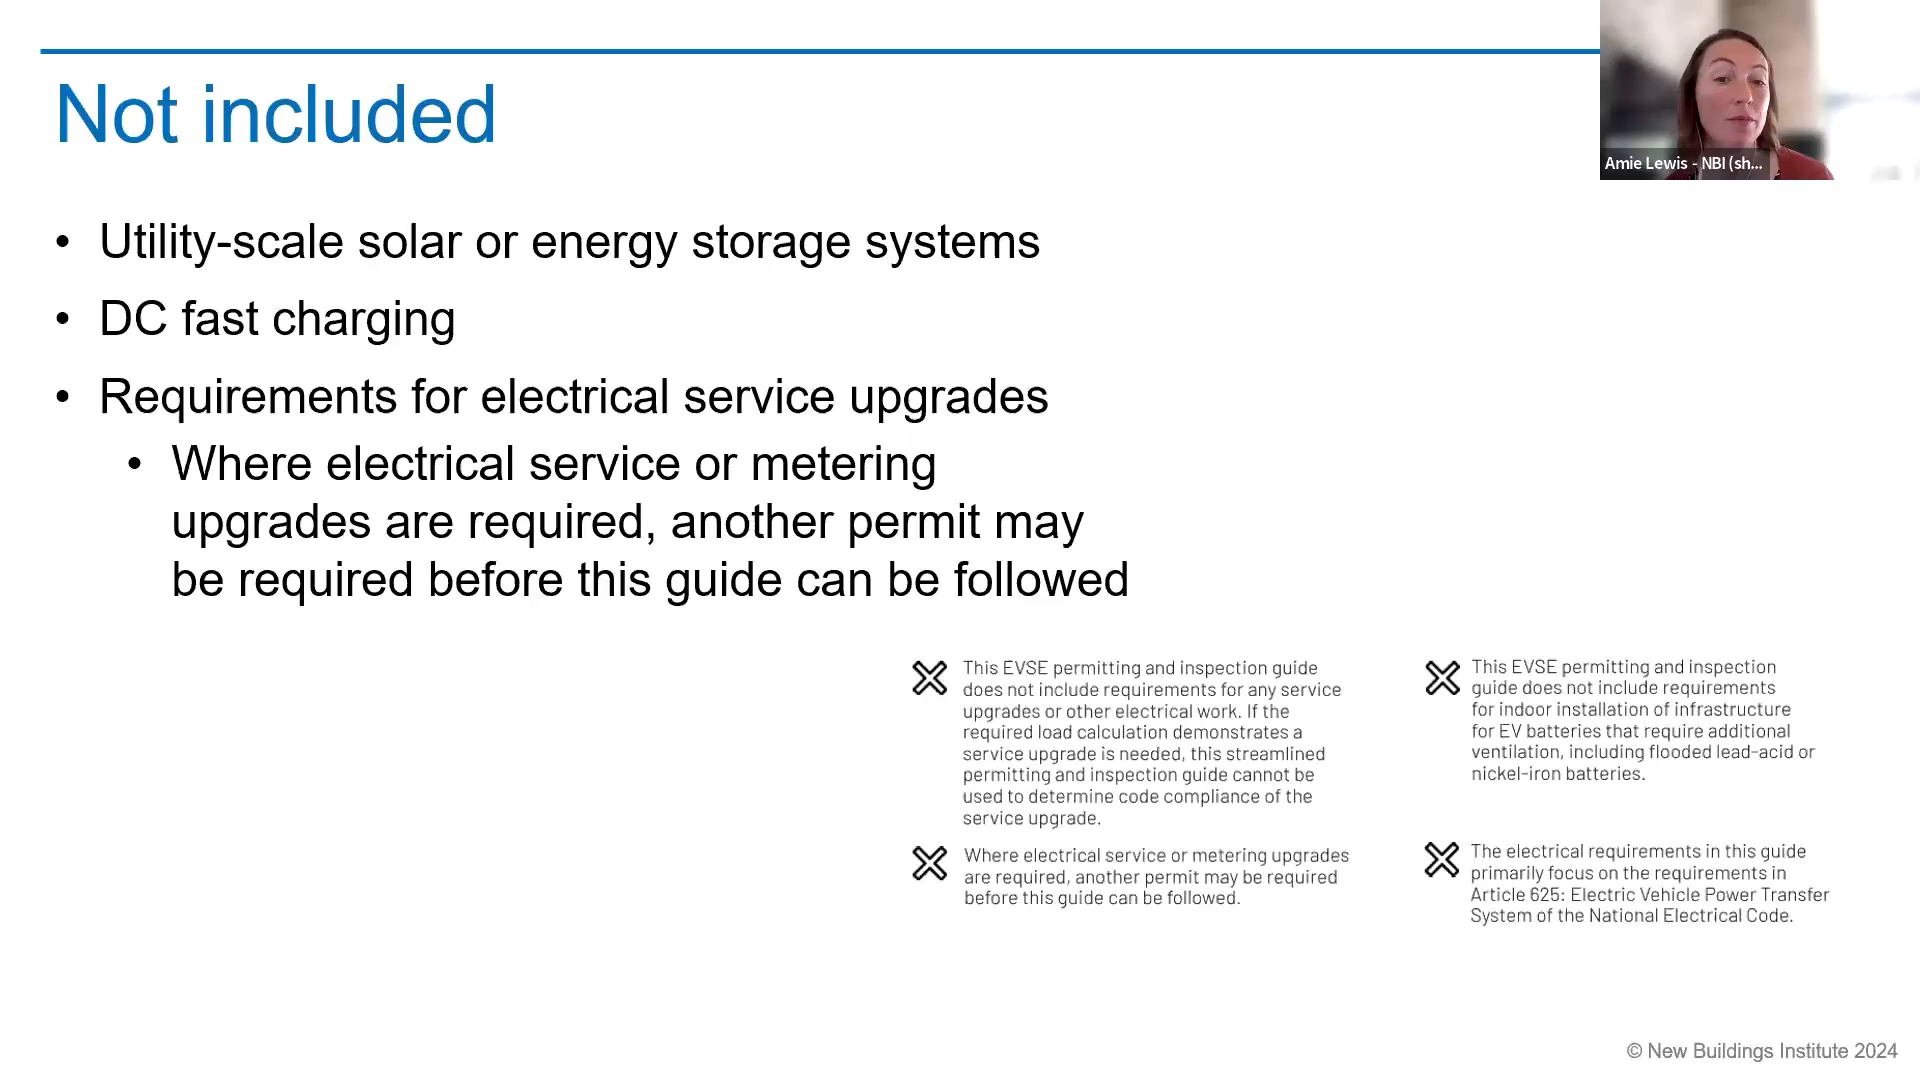 Not included
Amie Lewis - NBI (sh...
• Utility-scale solar or energy storage systems
• DC fast charging
• Requirements for electrical service upgrades
• Where electrical service or metering
upgrades are required, another permit may
be required before this guide can be followed
This EVSE permitting and inspection guide
does not include requirements for any service
upgrades or other electrical work. If the
required load calculation demonstrates a
service upgrade is needed, this streamlined
permitting and inspection guide cannot be
used to determine code compliance of the
service upgrade.
Where electrical service or metering upgrades
are required, another permit may be required
before this guide can be followed.
This EVSE permitting and inspection
guide does not include requirements
for indoor installation of infrastructure
for EV batteries that require additional
ventilation, including flooded lead-acid or
nickel-iron batteries.
The electrical requirements in this guide
primarily focus on the requirements in
Article 625: Electric Vehicle Power Transfer
System of the National Electrical Code.
© New Buildings Institute 2024